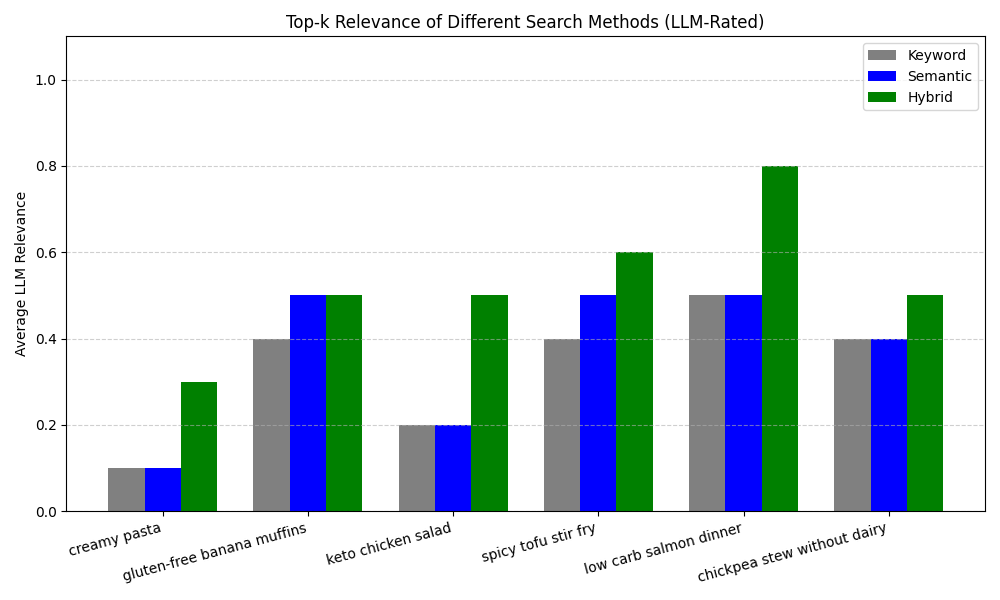 Top-k Relevance of Different Search Methods (LLM-Rated)
Keyword
Semantic
Hybrid
Average LLM Relevance
1.0
0.8
0.6
0.4
0.2
0.0
creamy pasta
gluten-free banana muffins
keto chicken salad
spicy tofu stir fry
low carb salmon dinner
chickpea stew without dairy